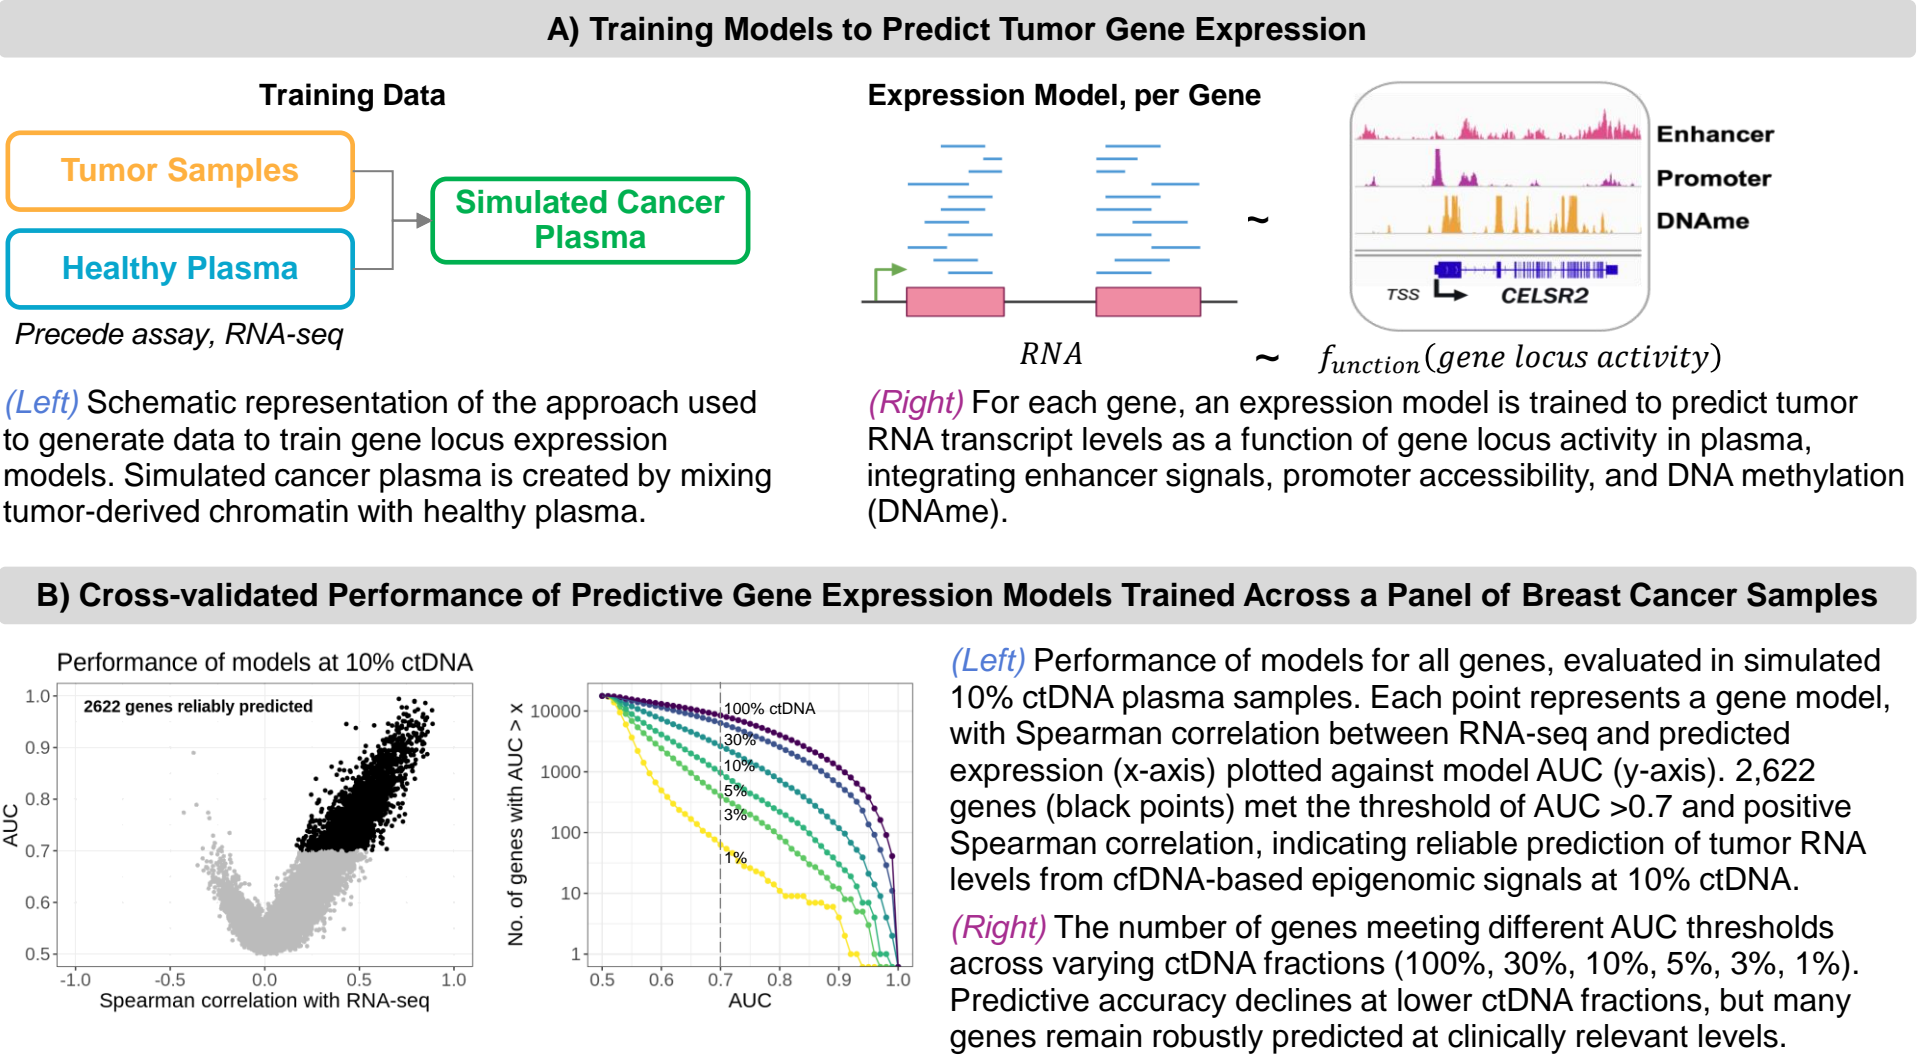 A) Training Models to Predict Tumor Gene Expression
Training Data
Tumor Samples
Healthy Plasma
Simulated Cancer
Plasma
Precede assay, RNA-seq
(Left) Schematic representation of the approach used
to generate data to train gene locus expression
models. Simulated cancer plasma is created by mixing
tumor-derived chromatin with healthy plasma.
Expression Model, per Gene
~
Enhancer
Promoter
DNAme
TSS
CELSR2
RNA ~ function(gene locus activity)
(Right) For each gene, an expression model is trained to predict tumor
RNA transcript levels as a function of gene locus activity in plasma,
integrating enhancer signals, promoter accessibility, and DNA methylation
(DNAme).
B) Cross-validated Performance of Predictive Gene Expression Models Trained Across a Panel of Breast Cancer Samples
Performance of models at 10% ctDNA
2622 genes reliably predicted
AUC
1.0
0.9
0.8
0.7
0.6
0.5
-1.0 -0.5 0.0 0.5 1.0
Spearman correlation with RNA-seq
No. of genes with AUC > x
10000
1000
100
10
1
100% ctDNA
30%
10%
5%
3%
1%
0.5 0.6 0.7 0.8 0.9 1.0
AUC
(Left) Performance of models for all genes, evaluated in simulated
10% ctDNA plasma samples. Each point represents a gene model,
with Spearman correlation between RNA-seq and predicted
expression (x-axis) plotted against model AUC (y-axis). 2,622
genes (black points) met the threshold of AUC >0.7 and positive
Spearman correlation, indicating reliable prediction of tumor RNA
levels from cfDNA-based epigenomic signals at 10% ctDNA.
(Right) The number of genes meeting different AUC thresholds
across varying ctDNA fractions (100%, 30%, 10%, 5%, 3%, 1%).
Predictive accuracy declines at lower ctDNA fractions, but many
genes remain robustly predicted at clinically relevant levels.